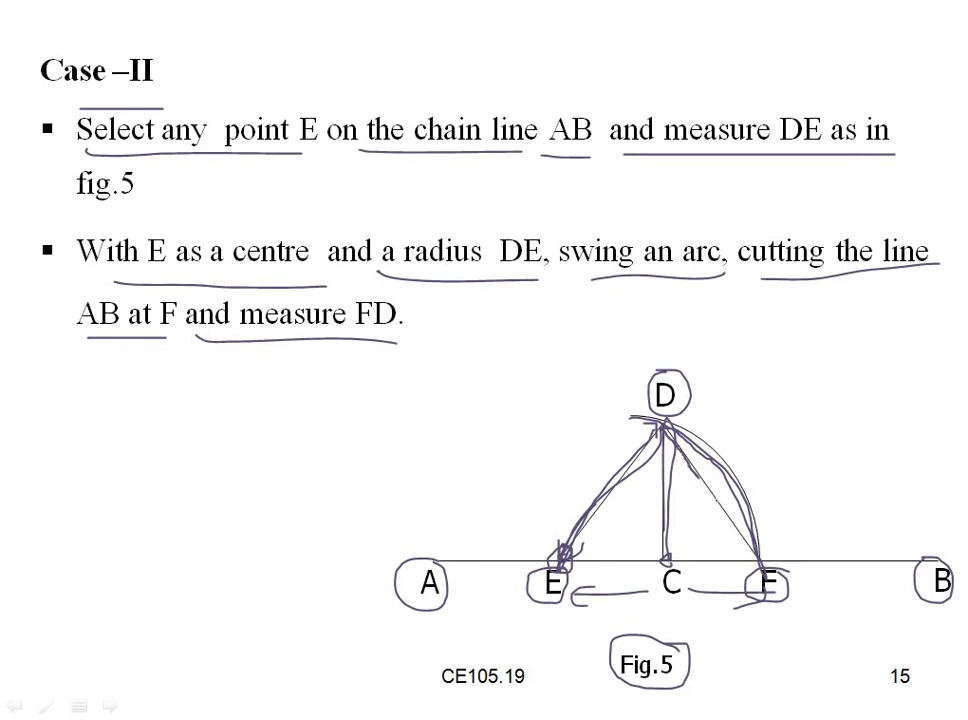 Case –II
▪ Select any point E on the chain line AB and measure DE as in
fig.5
▪ With E as a centre and a radius DE, swing an arc, cutting the line
AB at F and measure FD.
D
A E C F B
Fig.5
CE105.19 15